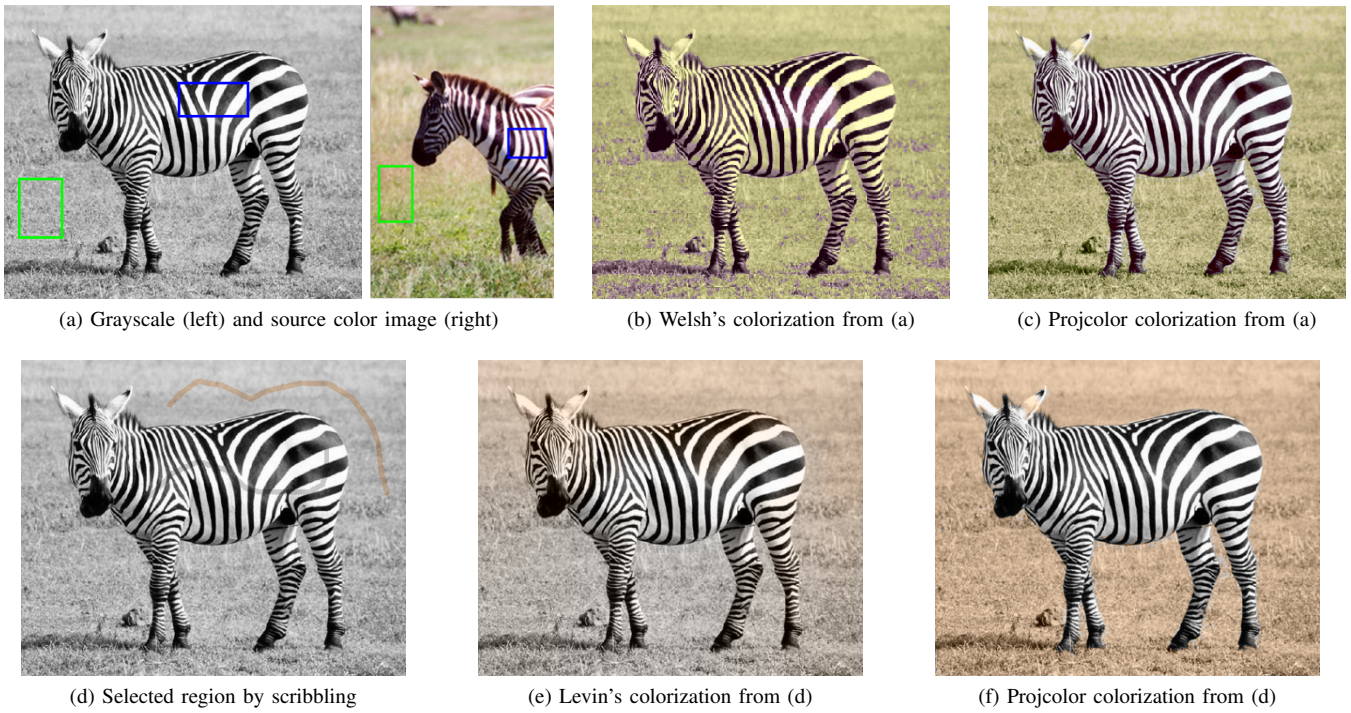 (a) Grayscale (left) and source color image (right)
(b) Welsh's colorization from (a)
(c) Projcolor colorization from (a)
(d) Selected region by scribbling
(e) Levin's colorization from (d)
(f) Projcolor colorization from (d)